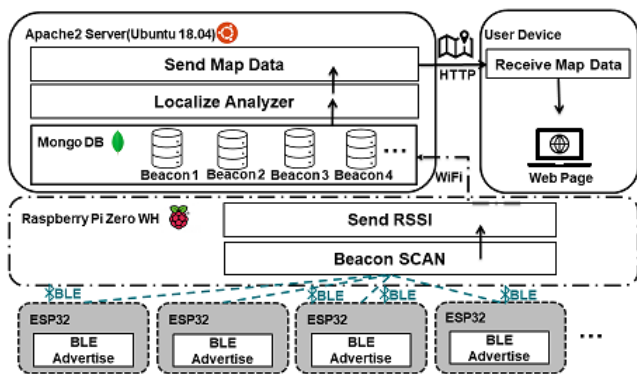 Apache2 Server(Ubuntu 18.04)
Send Map Data
Localize Analyzer
Mongo DB
Beacon 1 Beacon 2 Beacon 3 Beacon 4
...
HTTP
User Device
Receive Map Data
Web Page
WiFi
Raspberry Pi Zero WH
Send RSSI
Beacon SCAN
BLE BLE BLE BLE
ESP32 ESP32 ESP32 ESP32
BLE BLE BLE BLE
Advertise Advertise Advertise Advertise
...